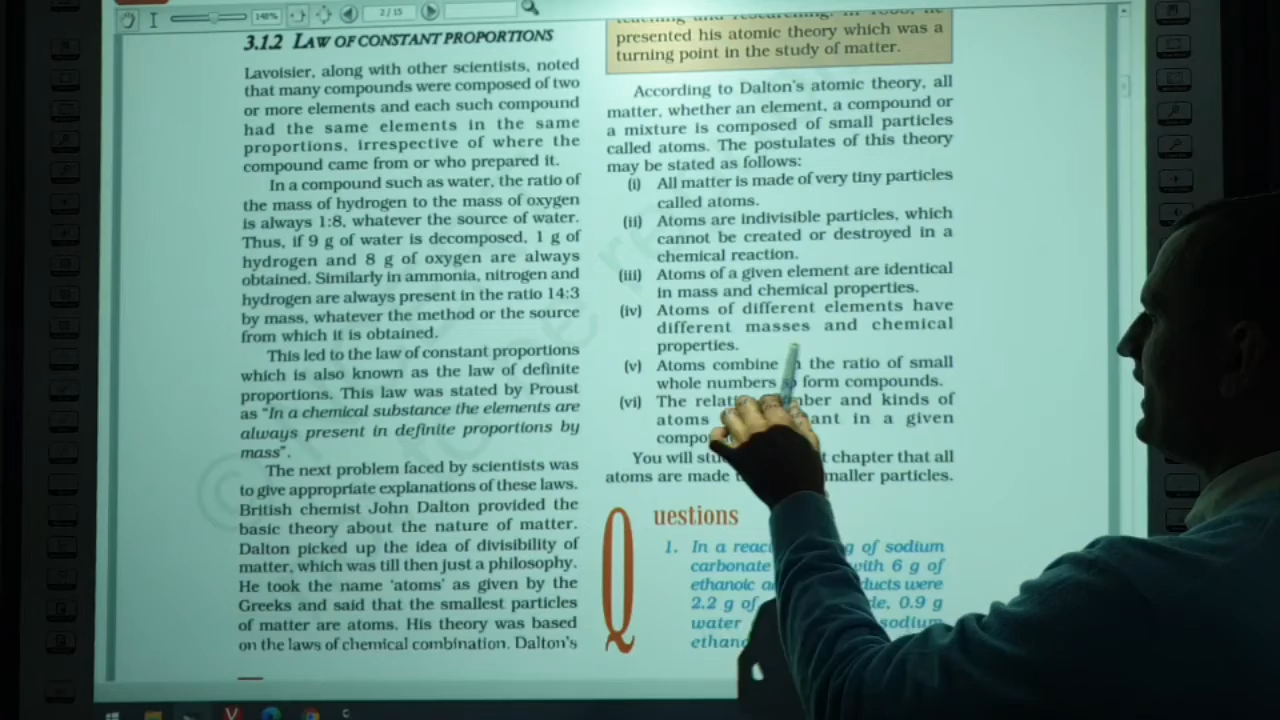 148%
2 / 15
3.1.2 LAW OF CONSTANT PROPORTIONS
Lavoisier, along with other scientists, noted
that many compounds were composed of two
or more elements and each such compound
had the same elements in the same
proportions, irrespective of where the
compound came from or who prepared it.
In a compound such as water, the ratio of
the mass of hydrogen to the mass of oxygen
is always 1:8, whatever the source of water.
Thus, if 9 g of water is decomposed, 1 g of
hydrogen and 8 g of oxygen are always
obtained. Similarly in ammonia, nitrogen and
hydrogen are always present in the ratio 14:3
by mass, whatever the method or the source
from which it is obtained.
This led to the law of constant proportions
which is also known as the law of definite
proportions. This law was stated by Proust
as “In a chemical substance the elements are
always present in definite proportions by
mass”.
The next problem faced by scientists was
to give appropriate explanations of these laws.
British chemist John Dalton provided the
basic theory about the nature of matter.
Dalton picked up the idea of divisibility of
matter, which was till then just a philosophy.
He took the name ‘atoms’ as given by the
Greeks and said that the smallest particles
of matter are atoms. His theory was based
on the laws of chemical combination. Dalton’s
presented his atomic theory which was a
turning point in the study of matter.
According to Dalton’s atomic theory, all
matter, whether an element, a compound or
a mixture is composed of small particles
called atoms. The postulates of this theory
may be stated as follows:
(i) All matter is made of very tiny particles
called atoms.
(ii) Atoms are indivisible particles, which
cannot be created or destroyed in a
chemical reaction.
(iii) Atoms of a given element are identical
in mass and chemical properties.
(iv) Atoms of different elements have
different masses and chemical
properties.
(v) Atoms combine the ratio of small
whole numbers form compounds.
(vi) The and kinds of
atoms in a given
You will chapter that all
atoms are made smaller particles.
Questions
1. In a g of sodium
carbonate with 6 g of
ethanoic were
2.2 g of 0.9 g
water sodium